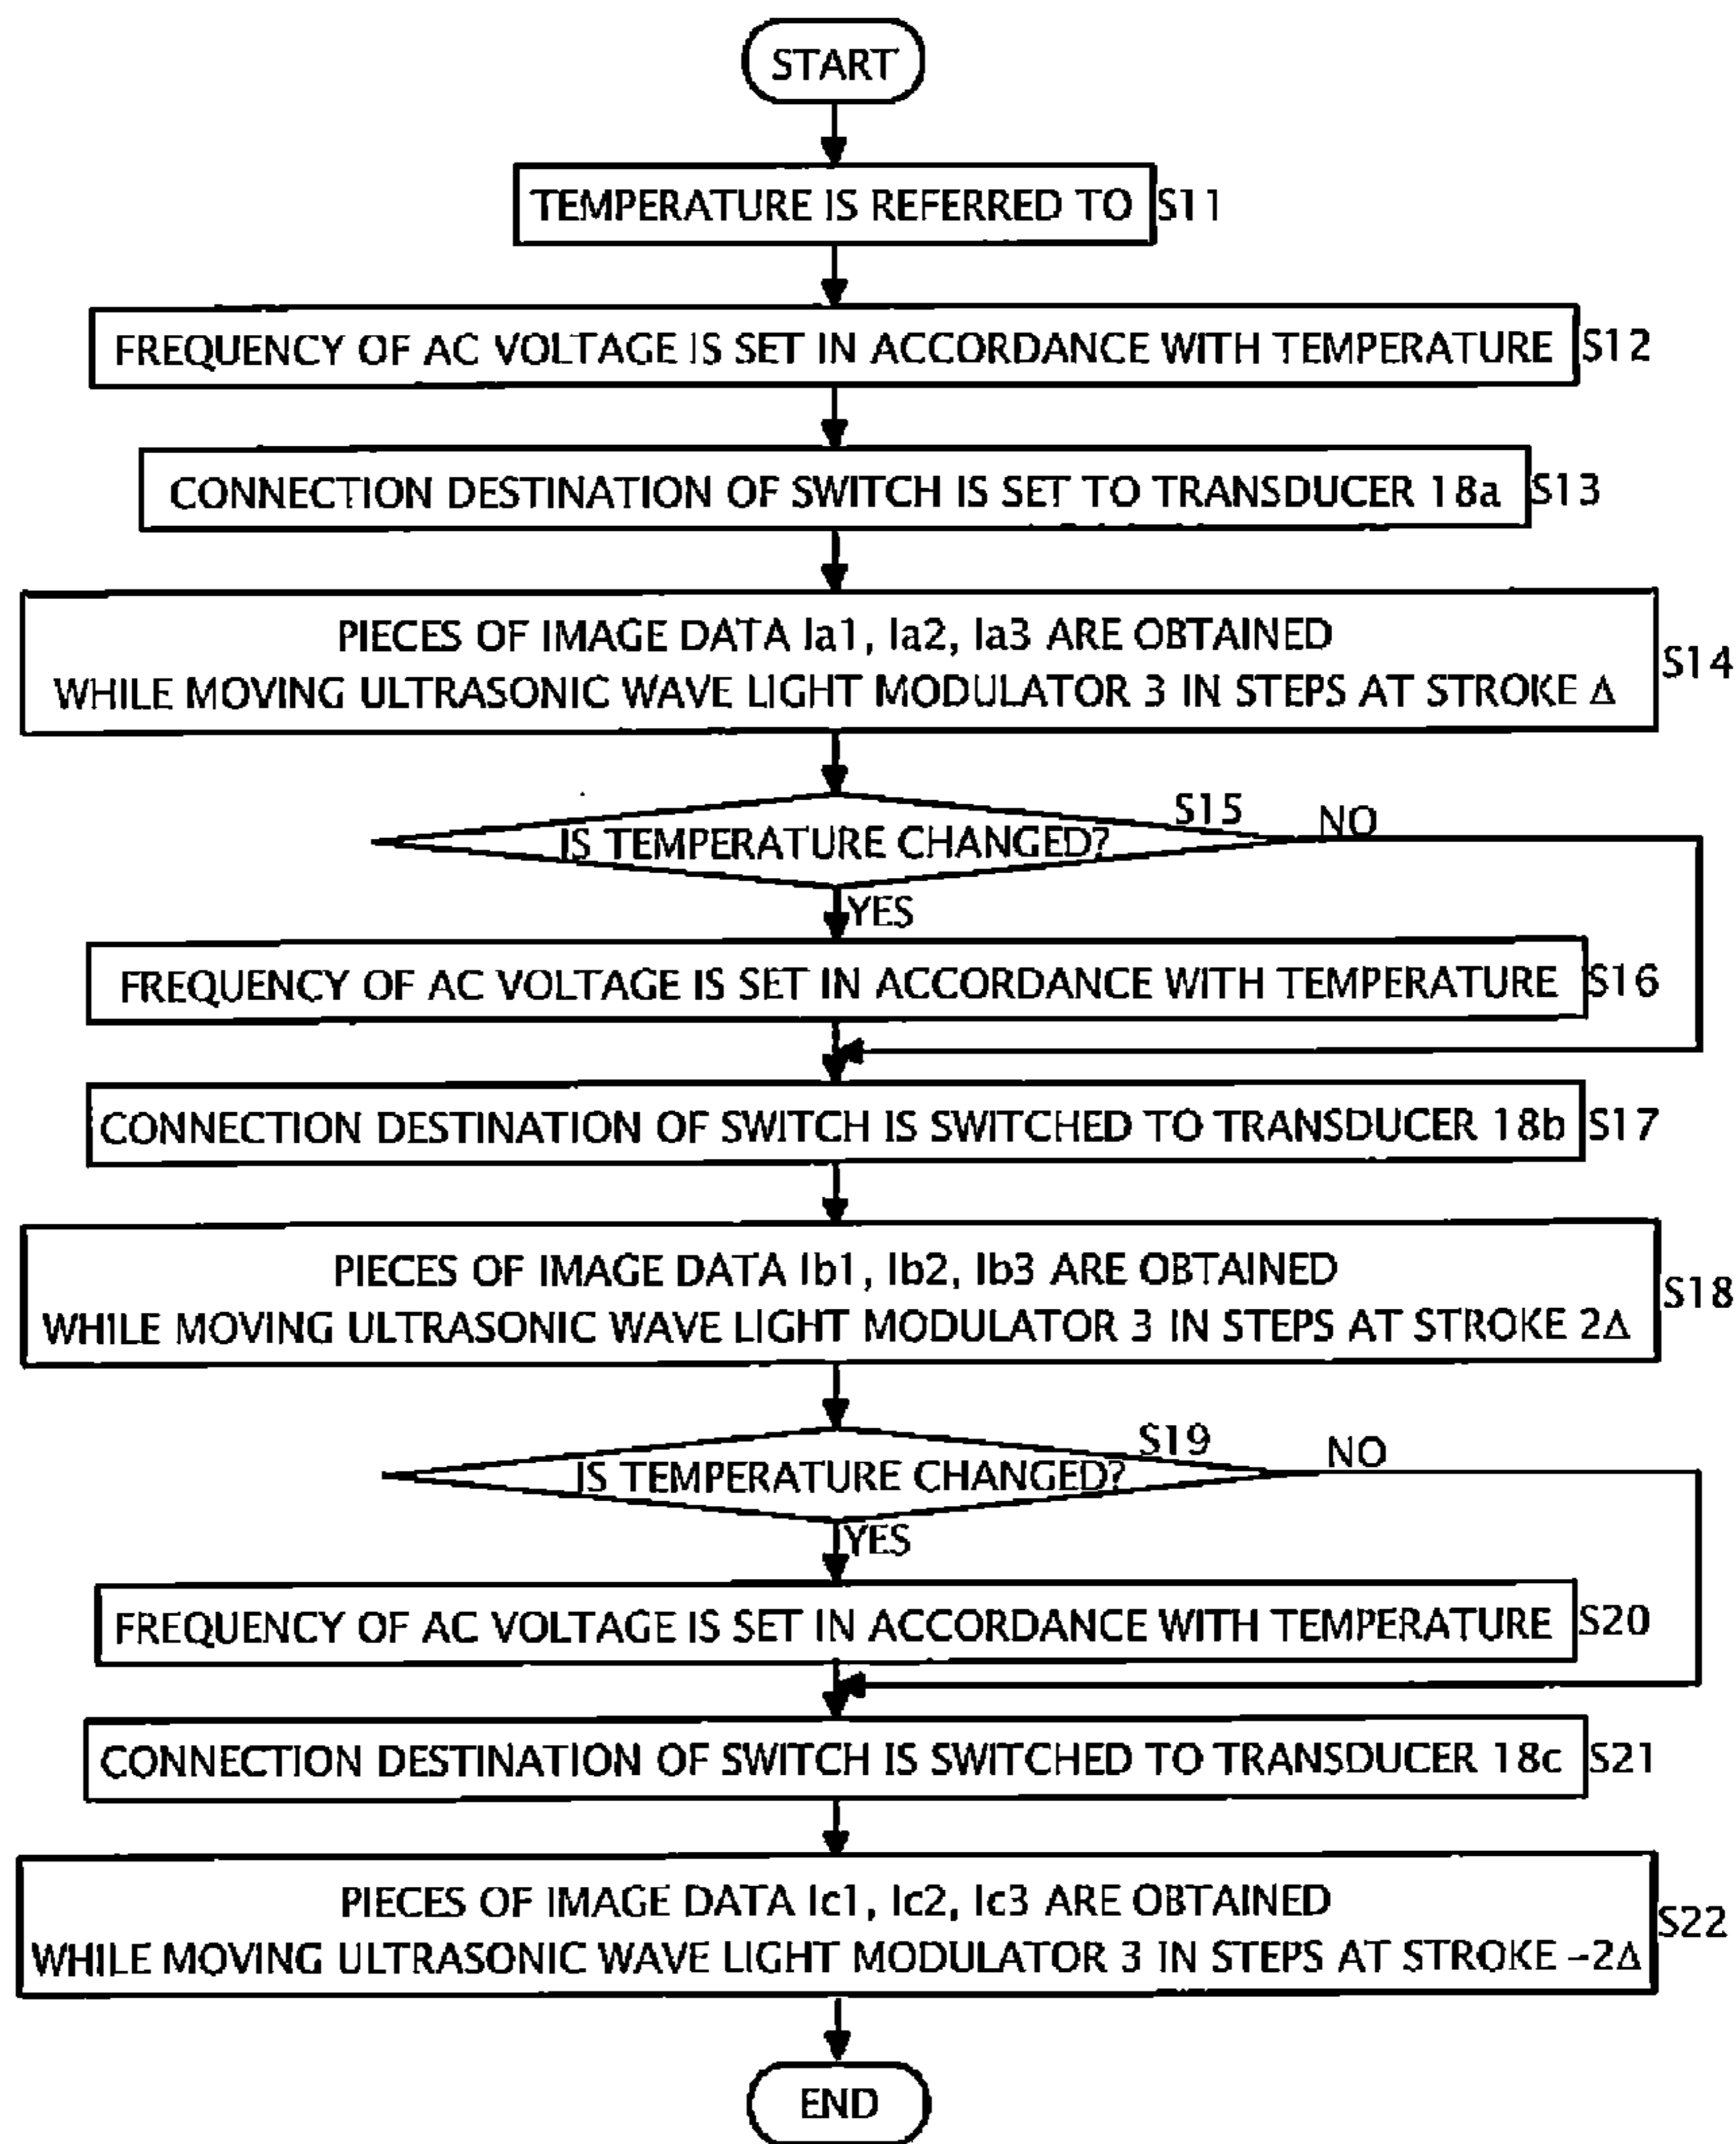 START
TEMPERATURE IS REFERRED TO S11
FREQUENCY OF AC VOLTAGE IS SET IN ACCORDANCE WITH TEMPERATURE S12
CONNECTION DESTINATION OF SWITCH IS SET TO TRANSDUCER 18a S13
PIECES OF IMAGE DATA Ia1, Ia2, Ia3 ARE OBTAINED
WHILE MOVING ULTRASONIC WAVE LIGHT MODULATOR 3 IN STEPS AT STROKE Δ
S14
S15
IS TEMPERATURE CHANGED?
NO
YES
FREQUENCY OF AC VOLTAGE IS SET IN ACCORDANCE WITH TEMPERATURE S16
CONNECTION DESTINATION OF SWITCH IS SWITCHED TO TRANSDUCER 18b S17
PIECES OF IMAGE DATA Ib1, Ib2, Ib3 ARE OBTAINED
WHILE MOVING ULTRASONIC WAVE LIGHT MODULATOR 3 IN STEPS AT STROKE 2Δ
S18
S19
IS TEMPERATURE CHANGED?
NO
YES
FREQUENCY OF AC VOLTAGE IS SET IN ACCORDANCE WITH TEMPERATURE S20
CONNECTION DESTINATION OF SWITCH IS SWITCHED TO TRANSDUCER 18c S21
PIECES OF IMAGE DATA Ic1, Ic2, Ic3 ARE OBTAINED
WHILE MOVING ULTRASONIC WAVE LIGHT MODULATOR 3 IN STEPS AT STROKE -2Δ
S22
END